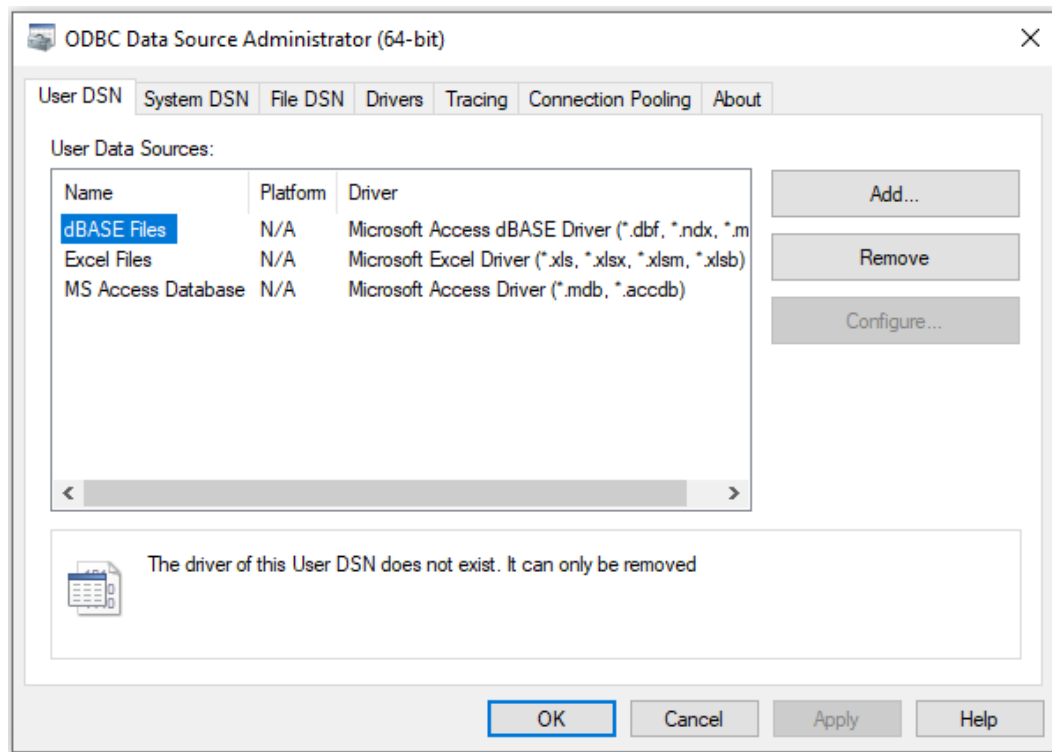 ODBC Data Source Administrator (64-bit)
User DSN System DSN File DSN Drivers Tracing Connection Pooling About
User Data Sources:
Name Platform Driver
dBASE Files N/A Microsoft Access dBASE Driver (*.dbf, *.ndx, *.m
Excel Files N/A Microsoft Excel Driver (*.xls, *.xlsx, *.xlsm, *.xlsb)
MS Access Database N/A Microsoft Access Driver (*.mdb, *.accdb)
Add...
Remove
Configure...
The driver of this User DSN does not exist. It can only be removed
OK Cancel Apply Help